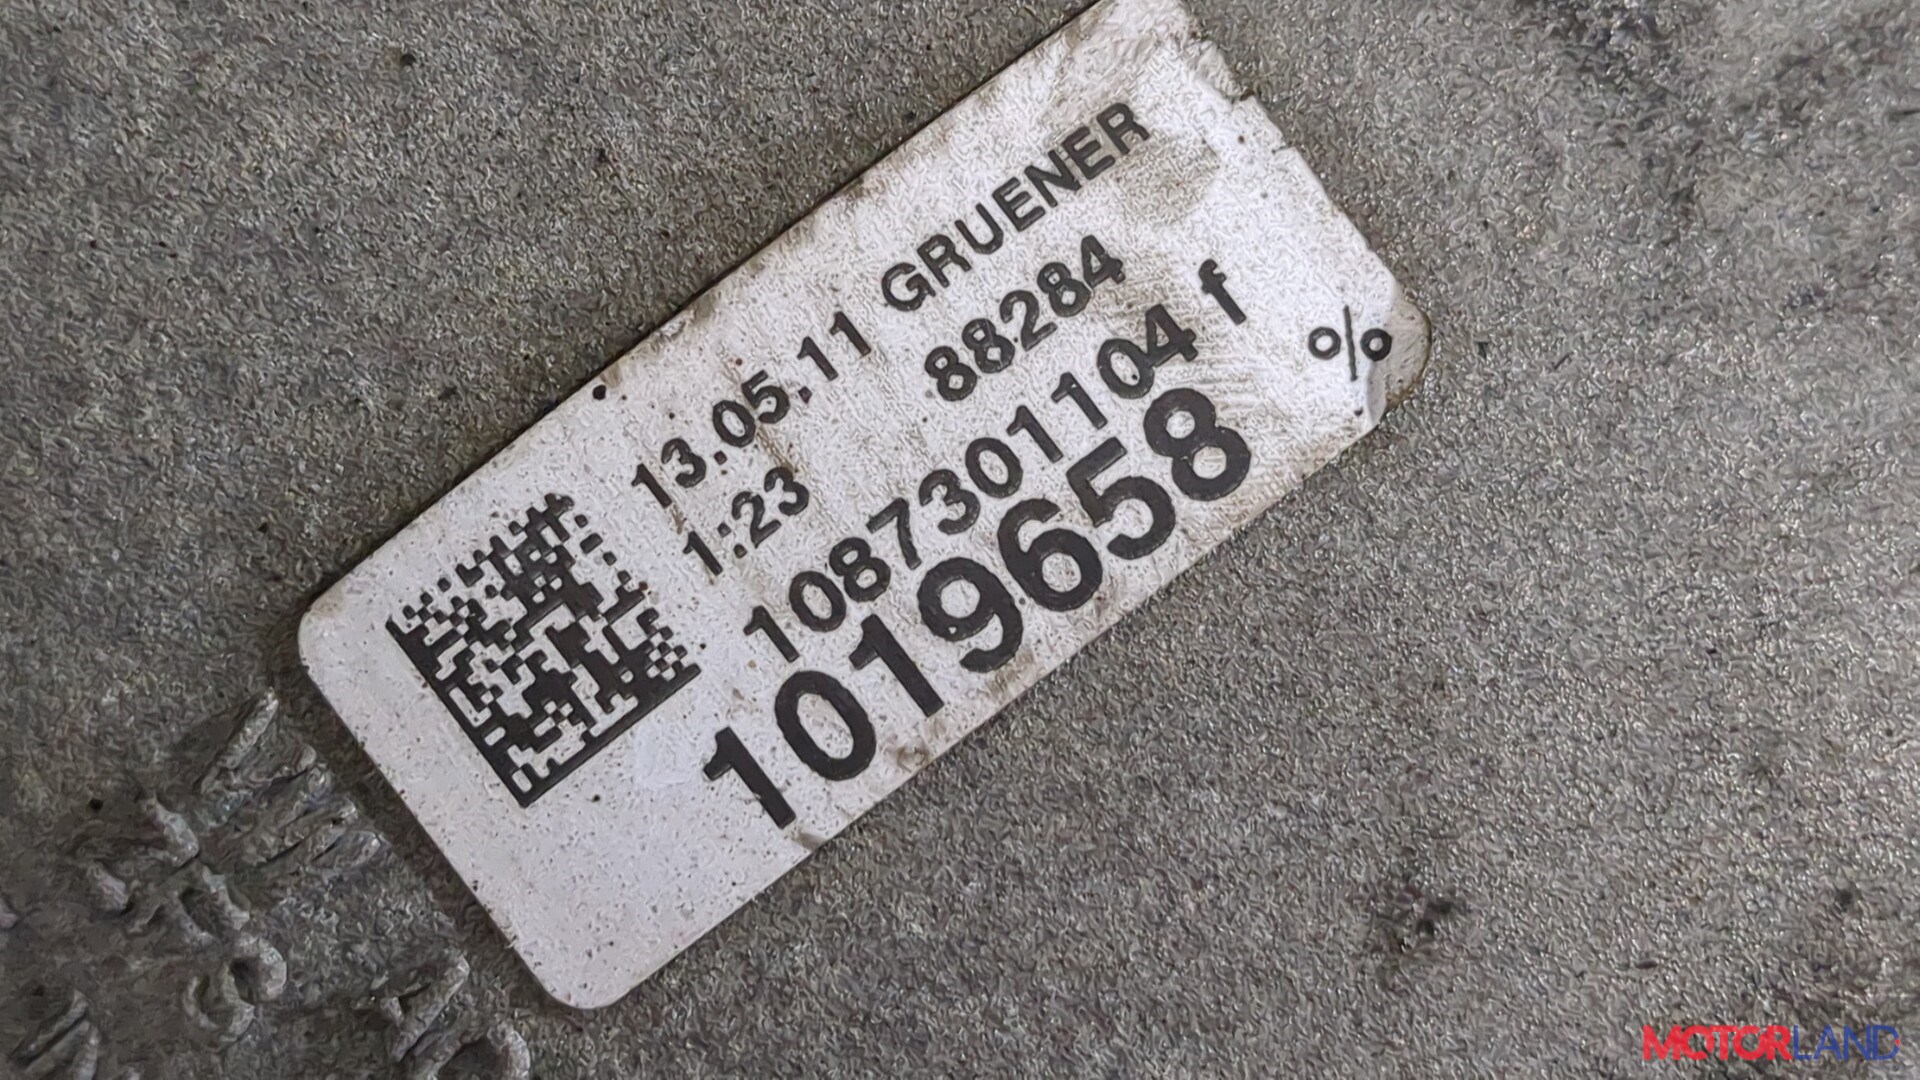 13.05.11 GRUENER
1:23 88284
1087301104 f
1019658
%
MOTORLAND